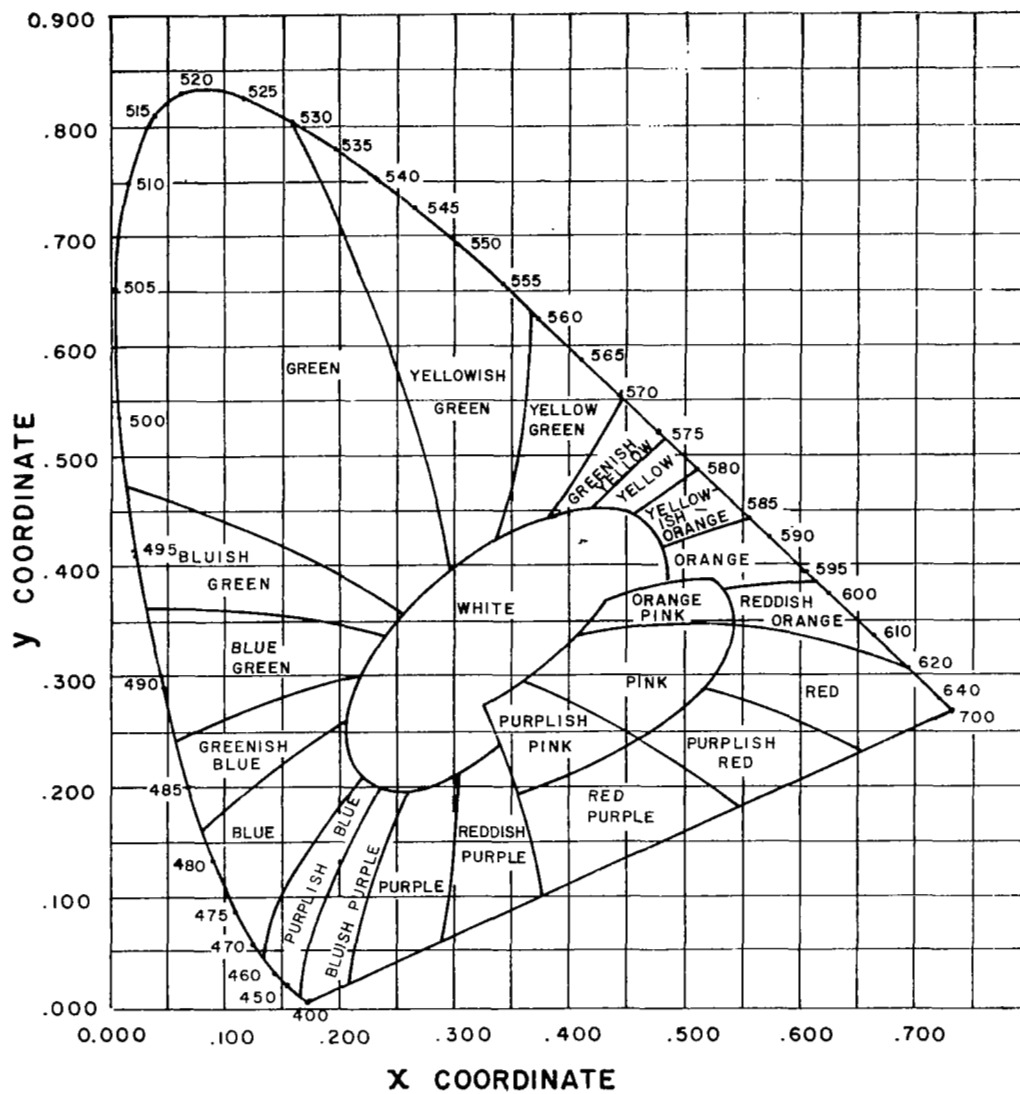 0.900
520
525
515
530
.800
535
540
510
545
.700
550
555
505
560
.600
565
GREEN
YELLOWISH
GREEN
570
YELLOW
GREEN
500
575
GREENISH
YELLOW
.500
580
YELLOW
YELLOW-
ISH
ORANGE
585
590
495
BLUISH
GREEN
ORANGE
595
.400
600
WHITE
ORANGE
PINK
REDDISH
ORANGE
610
BLUE
GREEN
620
490
.300
PINK
RED
640
700
PURPLISH
PINK
GREENISH
BLUE
PURPLISH
RED
485
.200
RED
PURPLE
BLUE
PURPLISH BLUE
REDDISH
PURPLE
480
BLUISH PURPLE
PURPLE
.100
475
470
460
450
.000
400
0.000
.100
.200
.300
.400
.500
.600
.700
X COORDINATE
y COORDINATE